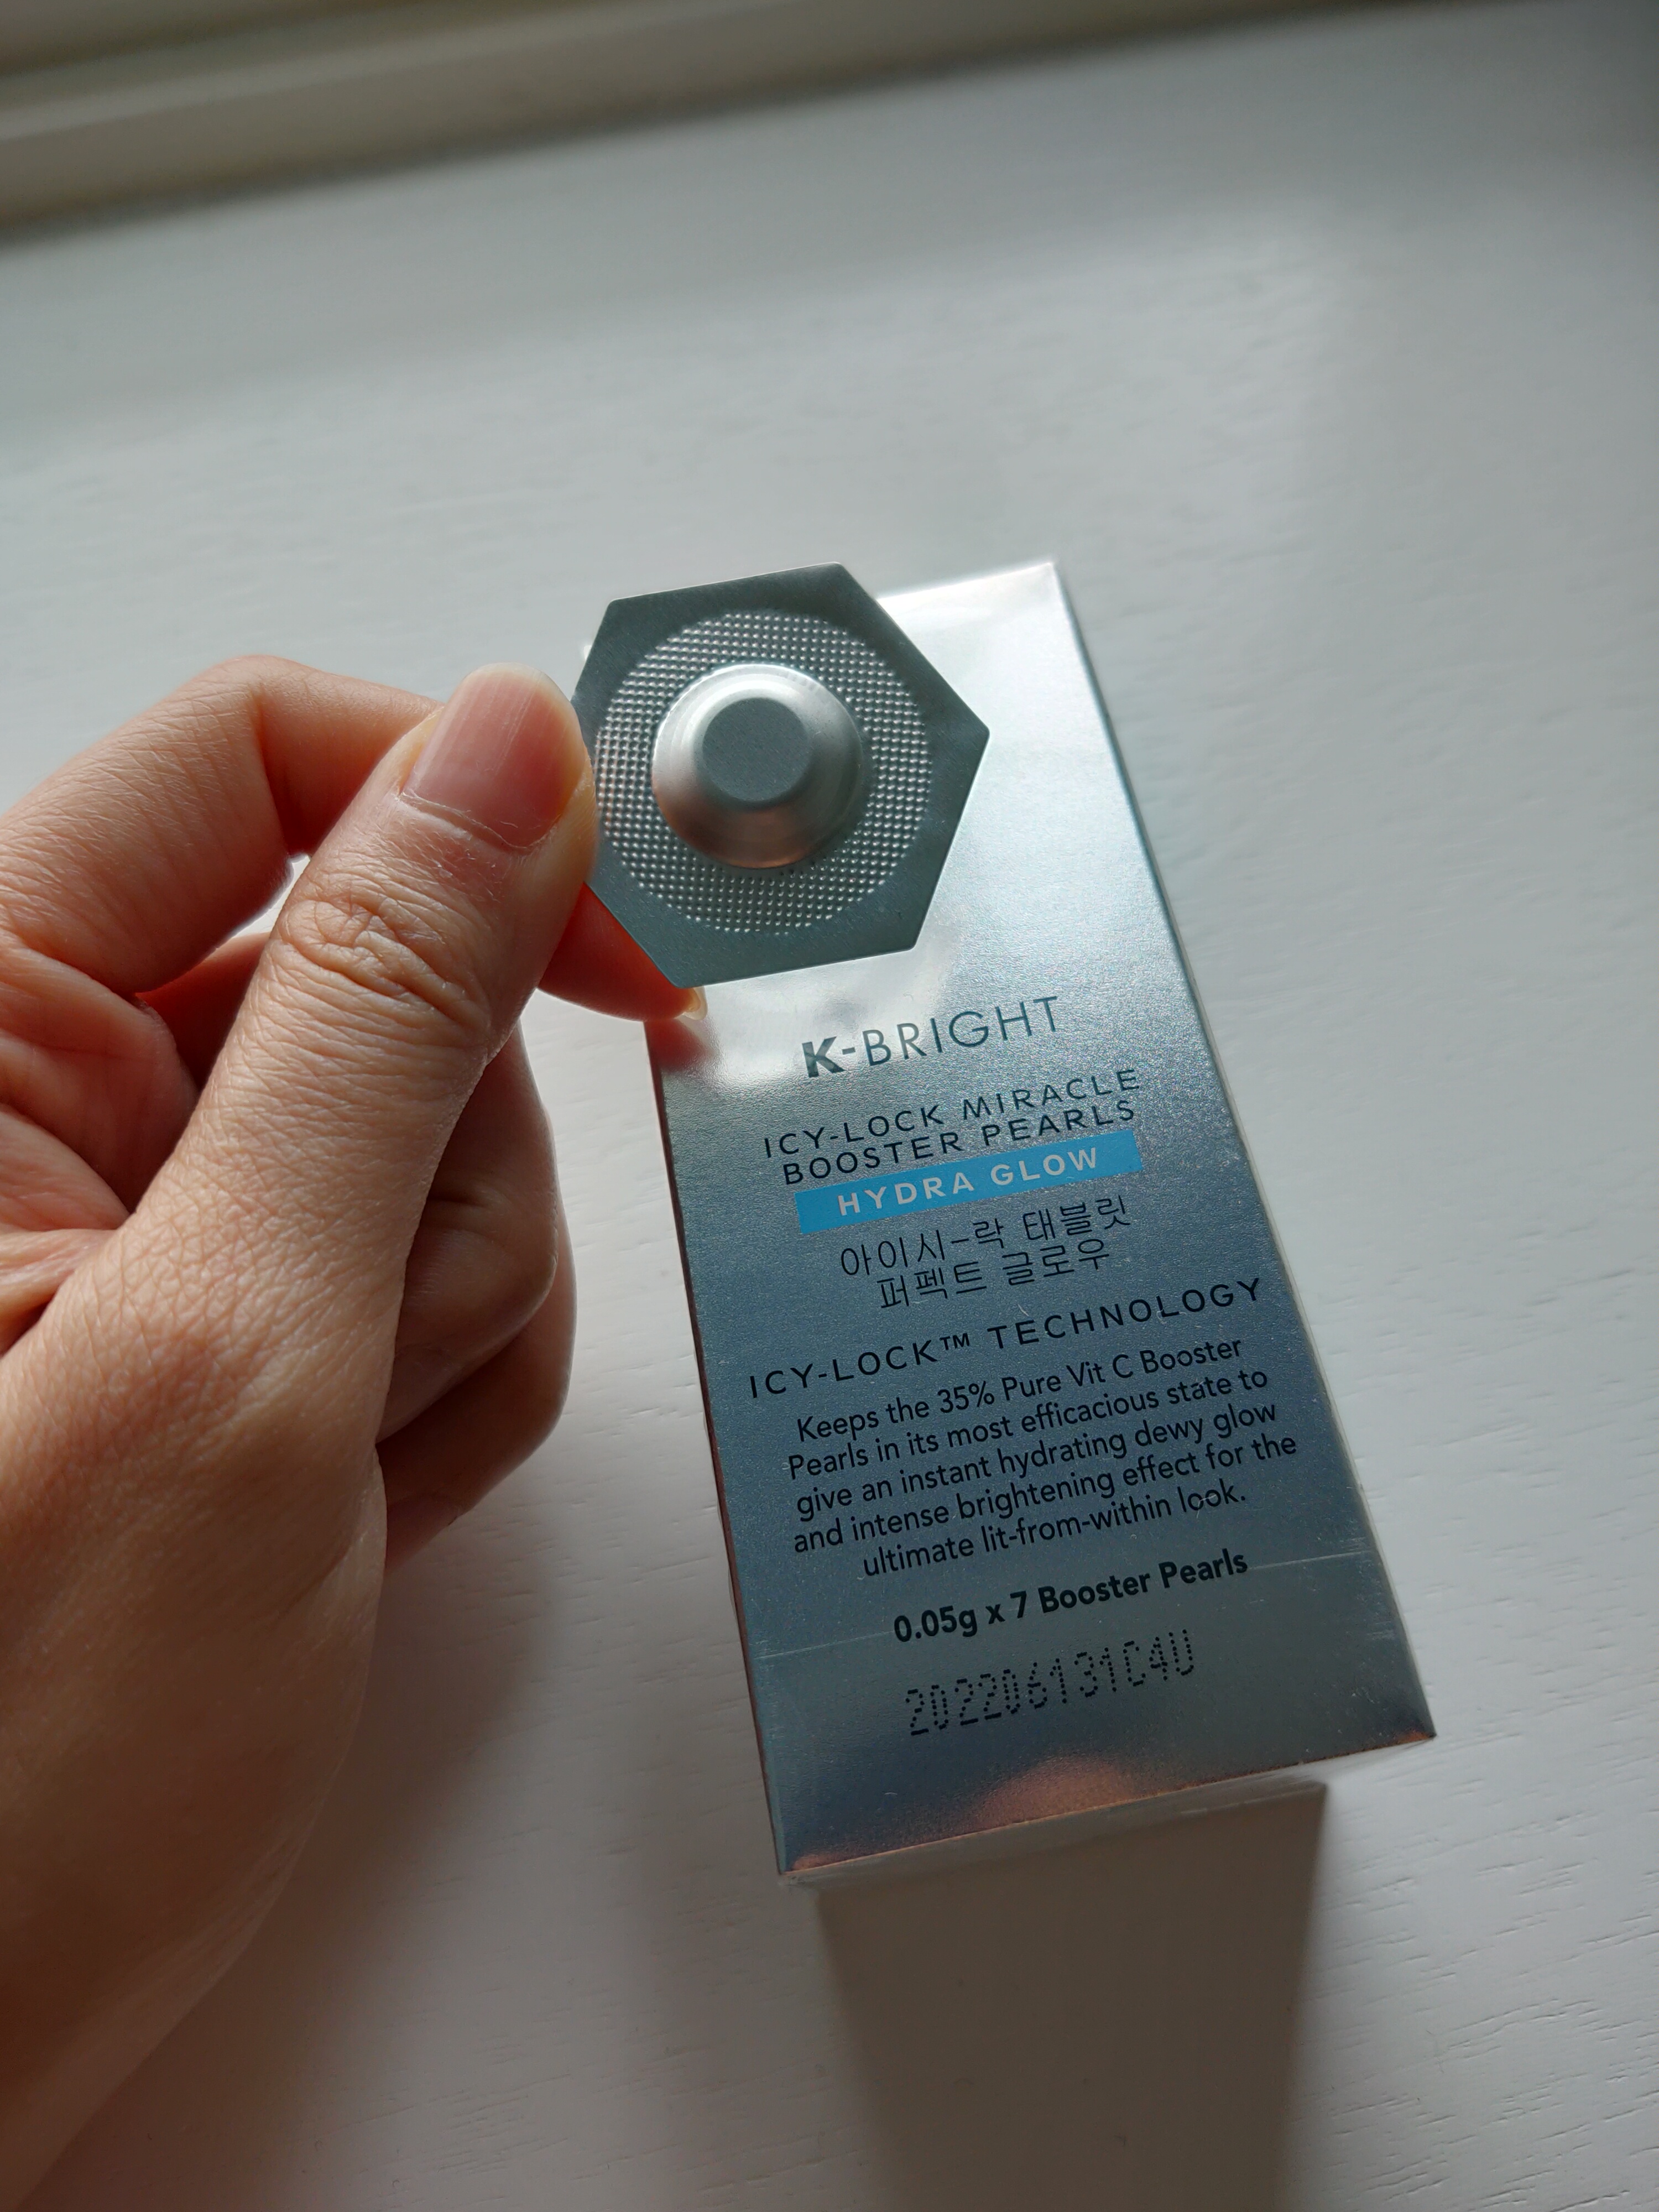 K-BRIGHT
ICY-LOCK MIRACLE
BOOSTER PEARLS
HYDRA GLOW
아이시-락 태블릿
퍼펙트 글로우
ICY-LOCK™ TECHNOLOGY
Keeps the 35% Pure Vit C Booster
Pearls in its most efficacious state to
give an instant hydrating dewy glow
and intense brightening effect for the
ultimate lit-from-within look.
0.05g x 7 Booster Pearls
202206131C4U